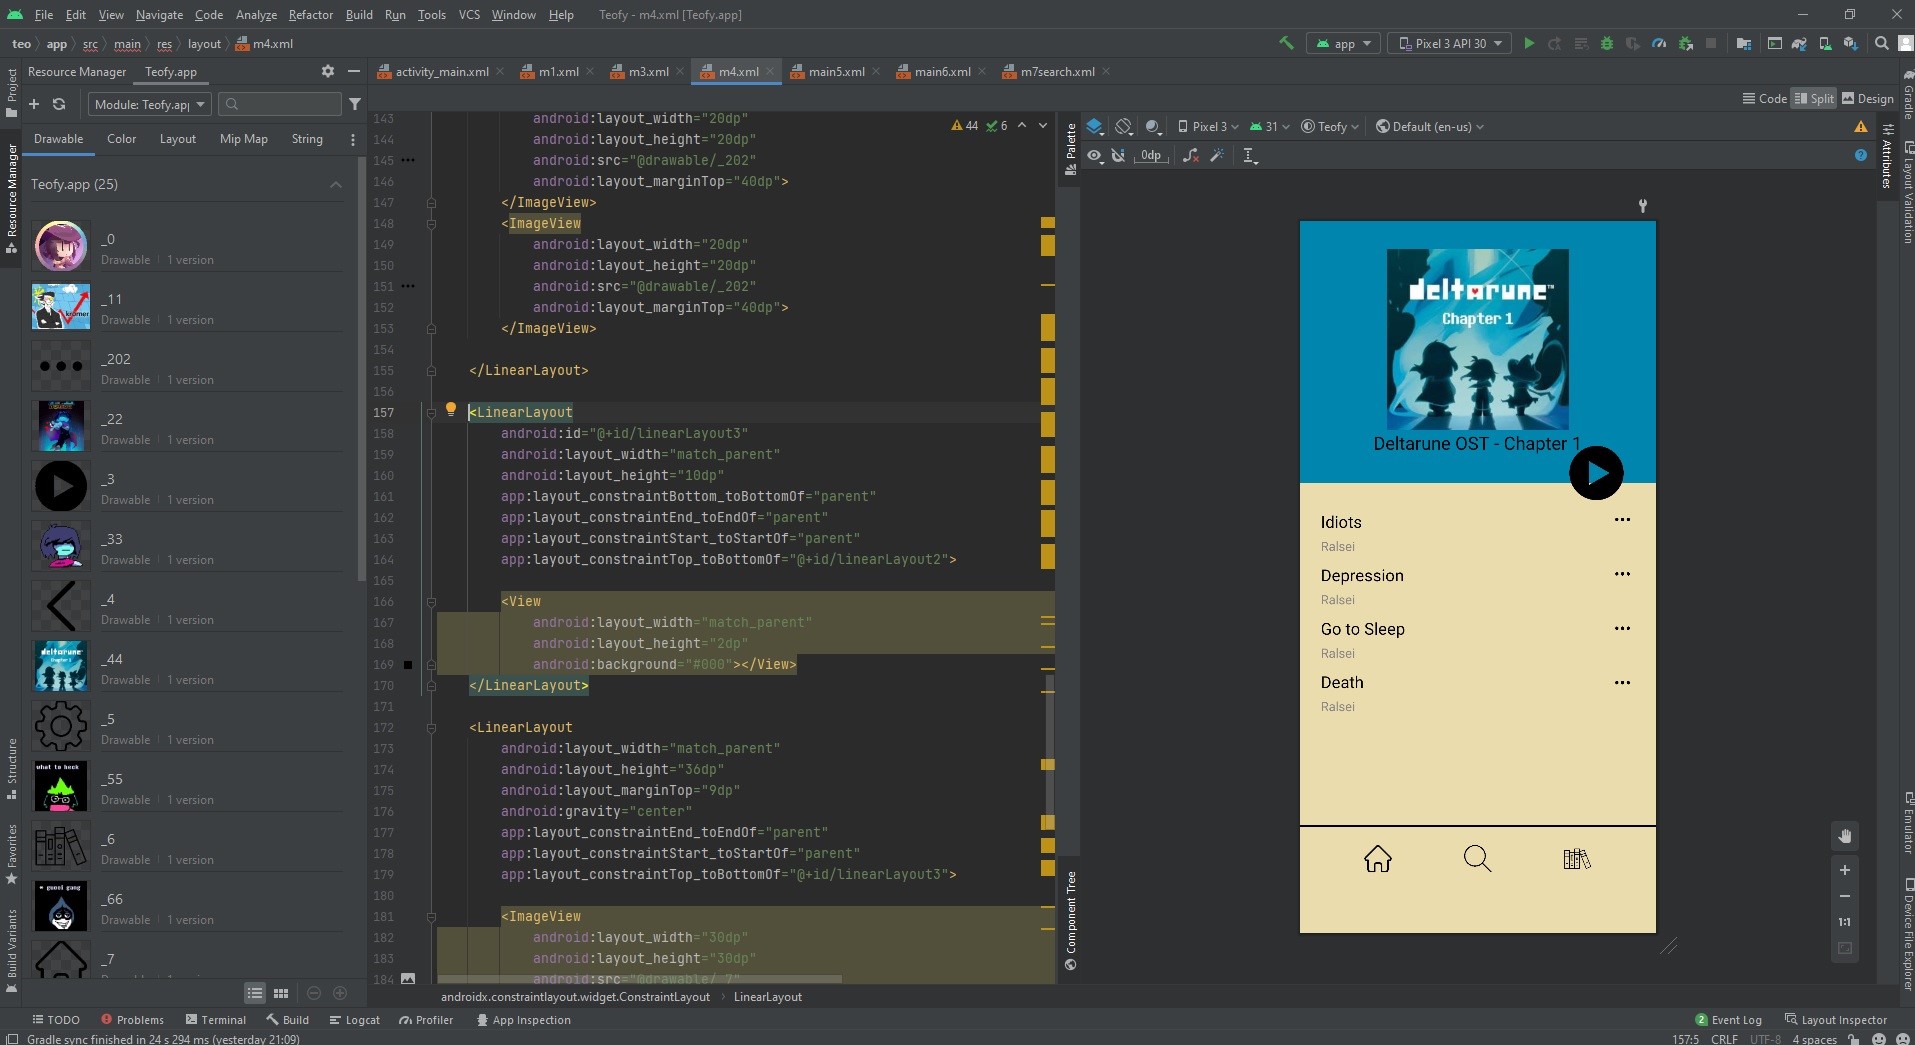 File Edit View Navigate Code Analyze Refactor Build Run Tools VCS Window Help Teofy - m4.xml [Teofy.app]
teo app src main res layout m4.xml app Pixel 3 API 30
Resource Manager Teofy.app
activity_main.xml m1.xml m3.xml m4.xml main5.xml main6.xml m7search.xml
Module: Teofy.app
Code Split Design
Drawable Color Layout Mip Map String
Teofy.app (25)
_0
Drawable 1 version
_11
Drawable 1 version
_202
Drawable 1 version
_22
Drawable 1 version
_3
Drawable 1 version
_33
Drawable 1 version
_4
Drawable 1 version
_44
Drawable 1 version
_5
Drawable 1 version
_55
Drawable 1 version
_6
Drawable 1 version
_66
Drawable 1 version
_7
Project
Resource Manager
Structure
Favorites
Build Variants
44 6
143 android:layout_width="20dp"
144 android:layout_height="20dp"
145 android:src="@drawable/_202"
146 android:layout_marginTop="40dp">
147 </ImageView>
148 <ImageView
149 android:layout_width="20dp"
150 android:layout_height="20dp"
151 android:src="@drawable/_202"
152 android:layout_marginTop="40dp">
153 </ImageView>
154
155 </LinearLayout>
156
157 <LinearLayout
158 android:id="@+id/linearLayout3"
159 android:layout_width="match_parent"
160 android:layout_height="10dp"
161 app:layout_constraintBottom_toBottomOf="parent"
162 app:layout_constraintEnd_toEndOf="parent"
163 app:layout_constraintStart_toStartOf="parent"
164 app:layout_constraintTop_toBottomOf="@+id/linearLayout2">
165
166 <View
167 android:layout_width="match_parent"
168 android:layout_height="2dp"
169 android:background="#000"></View>
170 </LinearLayout>
171
172 <LinearLayout
173 android:layout_width="match_parent"
174 android:layout_height="36dp"
175 android:layout_marginTop="9dp"
176 android:gravity="center"
177 app:layout_constraintEnd_toEndOf="parent"
178 app:layout_constraintStart_toStartOf="parent"
179 app:layout_constraintTop_toBottomOf="@+id/linearLayout3">
180
181 <ImageView
182 android:layout_width="30dp"
183 android:layout_height="30dp"
184 android:src="@drawable/_7"
androidx.constraintlayout.widget.ConstraintLayout LinearLayout
Palette
Component Tree
Pixel 3 31 Teofy Default (en-us)
0dp
deltarune™
Chapter 1
Deltarune OST - Chapter 1
Idiots
Ralsei
Depression
Ralsei
Go to Sleep
Ralsei
Death
Ralsei
1:1
Attributes
Gradle
Layout Validation
Emulator
Device File Explorer
TODO Problems Terminal Build Logcat Profiler App Inspection 2 Event Log Layout Inspector
Gradle sync finished in 24 s 294 ms (yesterday 21:09) 157:5 CRLF UTF-8 4 spaces